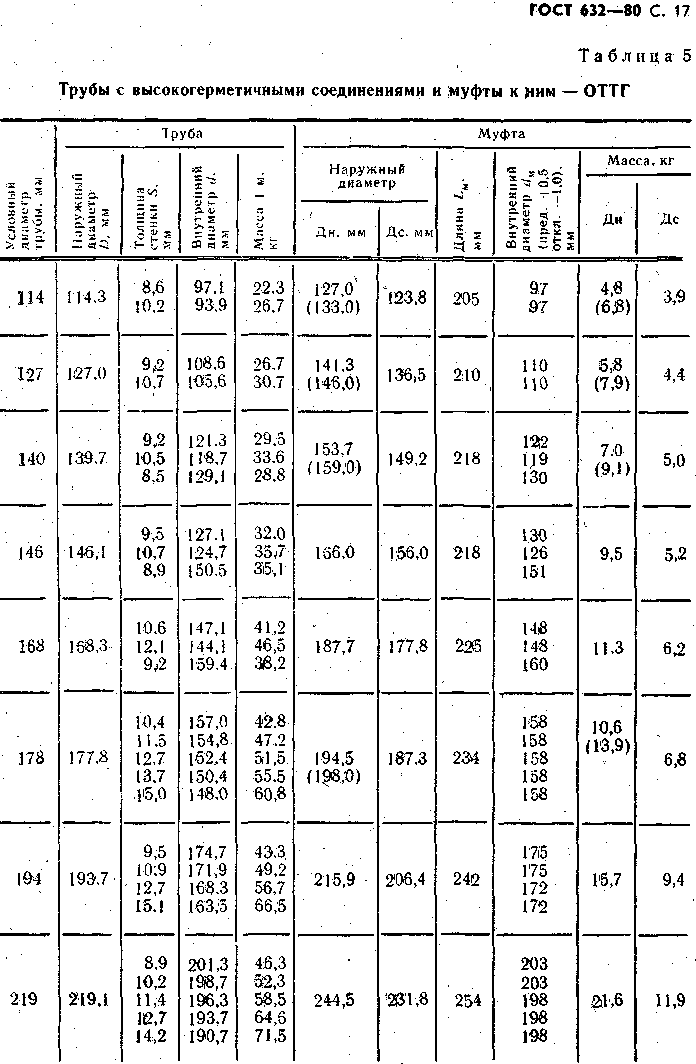 ГОСТ 632—80 С. 17
Таблица 5
Трубы с высокогерметичными соединениями и муфты к ним — ОТТГ
Труба Муфта
Условный диаметр трубы, мм
Наружный диаметр D, мм
Толщина стенки S, мм
Внутренний диаметр d, мм
Масса 1 м, кг
Наружный диаметр
Dн, мм Dс, мм
Длина Lм, мм
Внутренний диаметр dм (пред. +0,5 откл. —1,0), мм
Масса, кг
Dн Dс
114 114,3 8,6 97,1 22,3 127,0 123,8 205 97 4,8 3,9
10,2 93,9 26,7 (133,0) 97 (6,8)
127 127,0 9,2 108,6 26,7 141,3 136,5 210 110 5,8 4,4
10,7 105,6 30,7 (146,0) 110 (7,9)
140 139,7 9,2 121,3 29,5 153,7 149,2 218 122 7,0 5,0
10,5 118,7 33,6 (159,0) 119 (9,1)
8,5 129,1 28,8 130
146 146,1 9,5 127,1 32,0 166,0 156,0 218 130 9,5 5,2
10,7 124,7 35,7 126
8,9 150,5 35,1 151
168 168,3 10,6 147,1 41,2 187,7 177,8 225 148 11,3 6,2
12,1 144,1 46,5 148
9,2 159,4 38,2 160
178 177,8 10,4 157,0 42,8 194,5 187,3 234 158 10,6 6,8
11,5 154,8 47,2 (198,0) 158 (13,9)
12,7 152,4 51,5 158
13,7 150,4 55,5 158
15,0 148,0 60,8 158
194 193,7 9,5 174,7 43,3 215,9 206,4 242 175 15,7 9,4
10,9 171,9 49,2 175
12,7 168,3 56,7 172
15,1 163,5 66,5 172
219 219,1 8,9 201,3 46,3 244,5 231,8 254 203 21,6 11,9
10,2 198,7 52,3 203
11,4 196,3 58,5 198
12,7 193,7 64,6 198
14,2 190,7 71,5 198